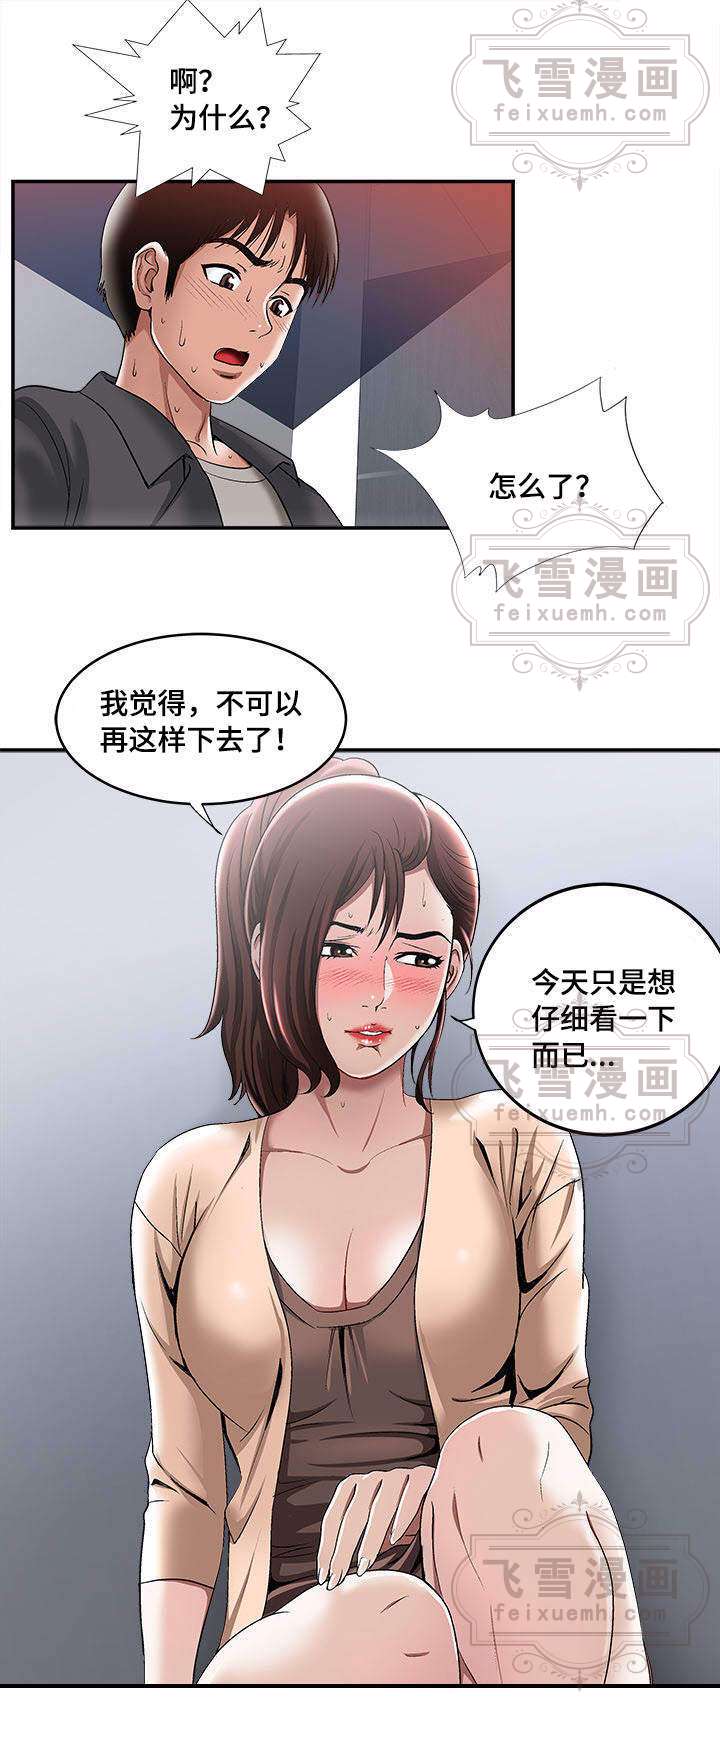 飞雪漫画
feixuemh.com
啊？
为什么？
怎么了？
飞雪漫画
feixuemh.com
我觉得，不可以
再这样下去了！
今天只是想
仔细看一下
而已...
飞雪漫画
feixuemh.com
飞雪漫画
feixuemh.com